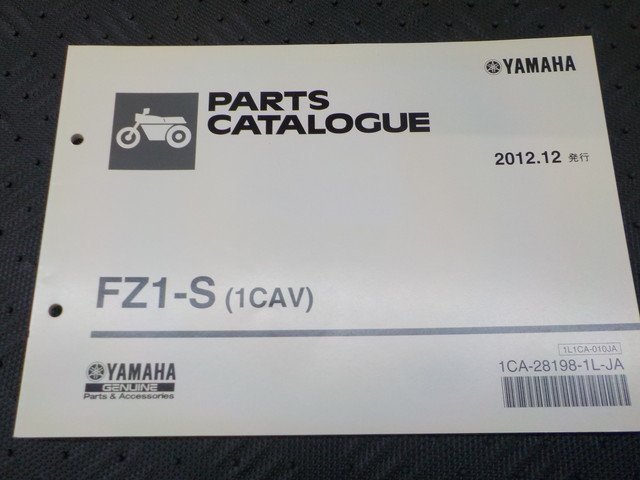 YAMAHA
PARTS
CATALOGUE
2012.12 発行
FZ1-S (1CAV)
1L1CA-010JA
1CA-28198-1L-JA
YAMAHA
GENUINE
Parts & Accessories